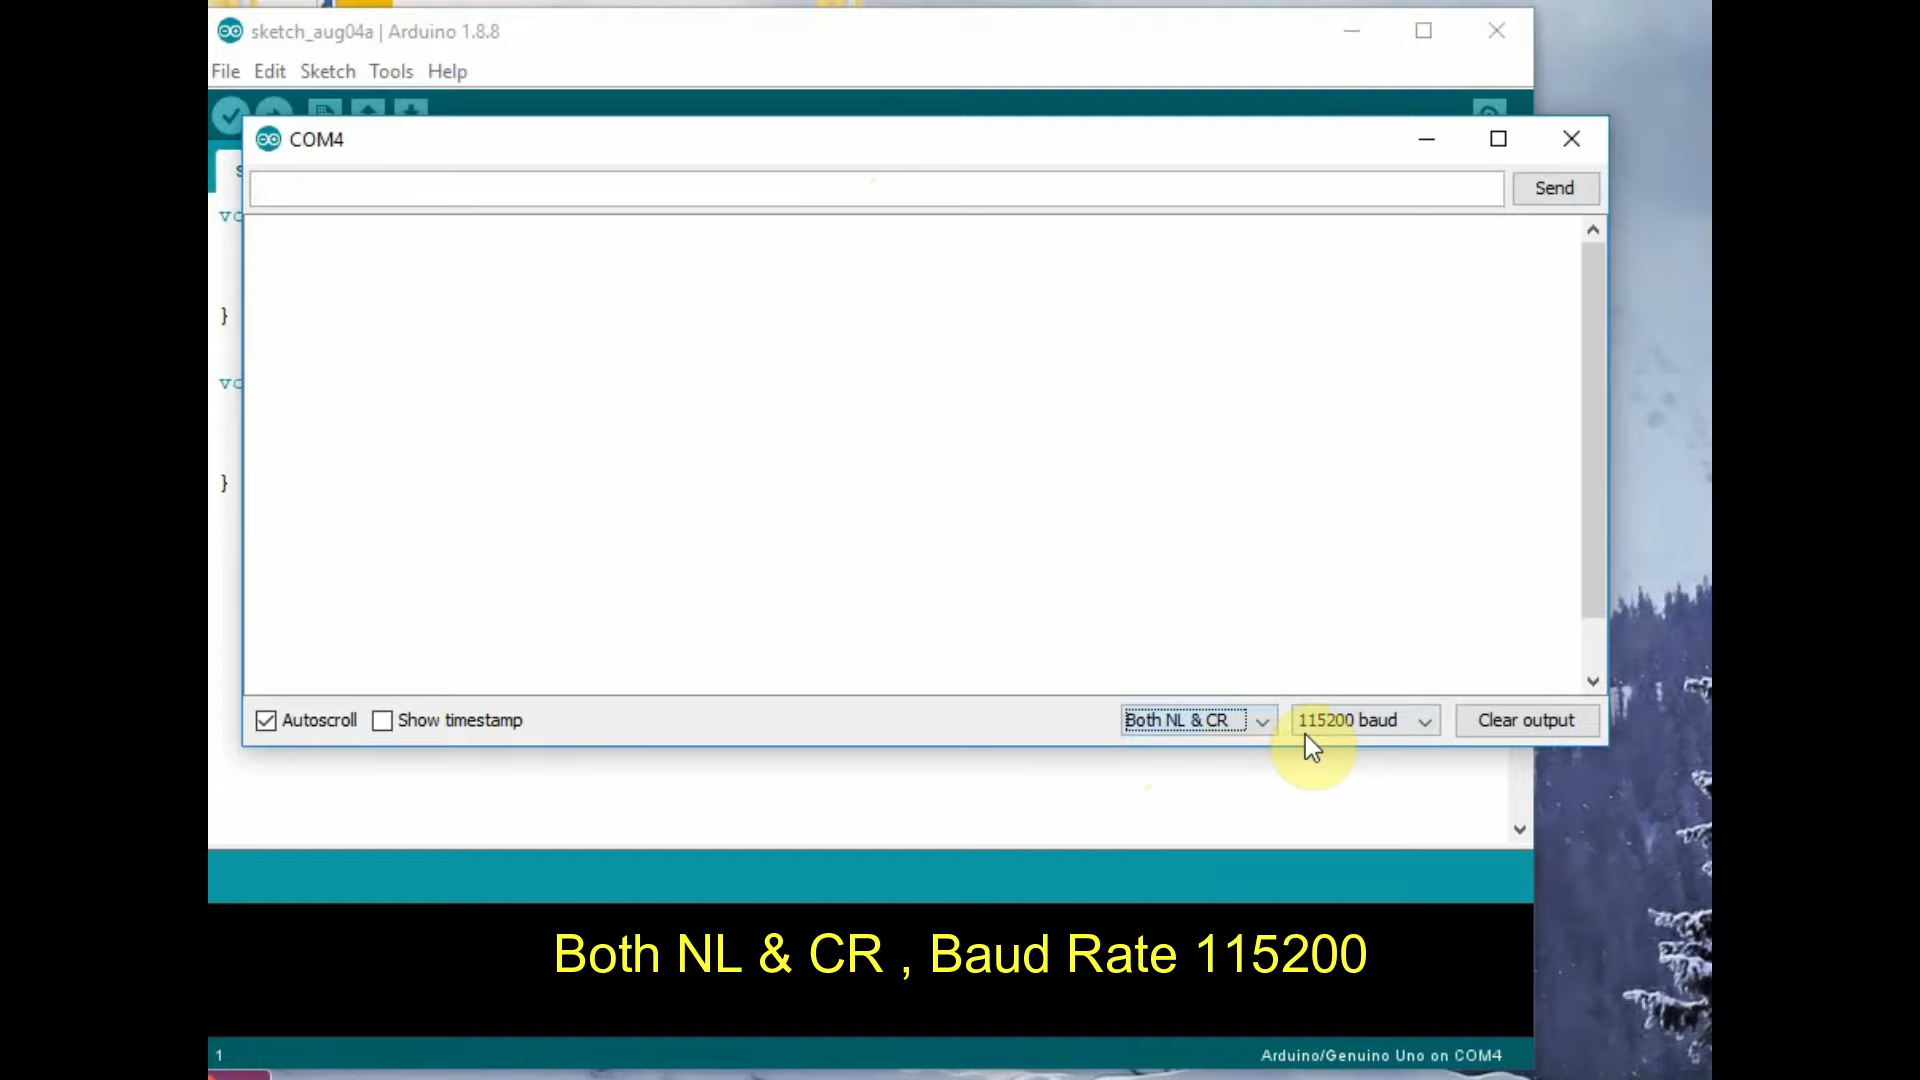 sketch_aug04a | Arduino 1.8.8
File Edit Sketch Tools Help
COM4
Send
}
}
Autoscroll Show timestamp Both NL & CR 115200 baud Clear output
Both NL & CR , Baud Rate 115200
1 Arduino/Genuino Uno on COM4